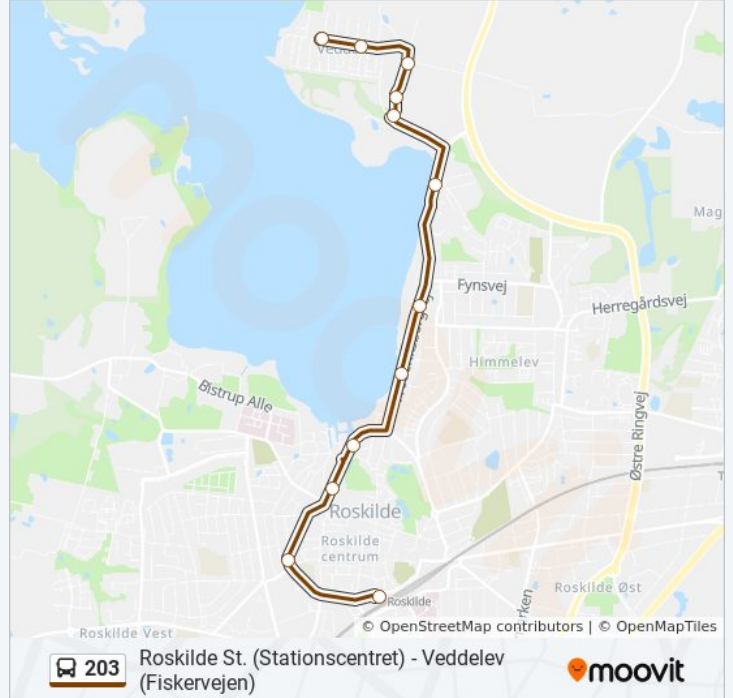 Fynsvej
Mag
Herregårdsvej
Himmelev
Bistrup Alle
Østre Ringvej
Roskilde
Roskilde
centrum
Roskilde Øst
Roskilde
© OpenStreetMap contributors | © OpenMapTiles
Roskilde Vest
203
Roskilde St. (Stationscentret) - Veddelev
(Fiskervejen)
moovit